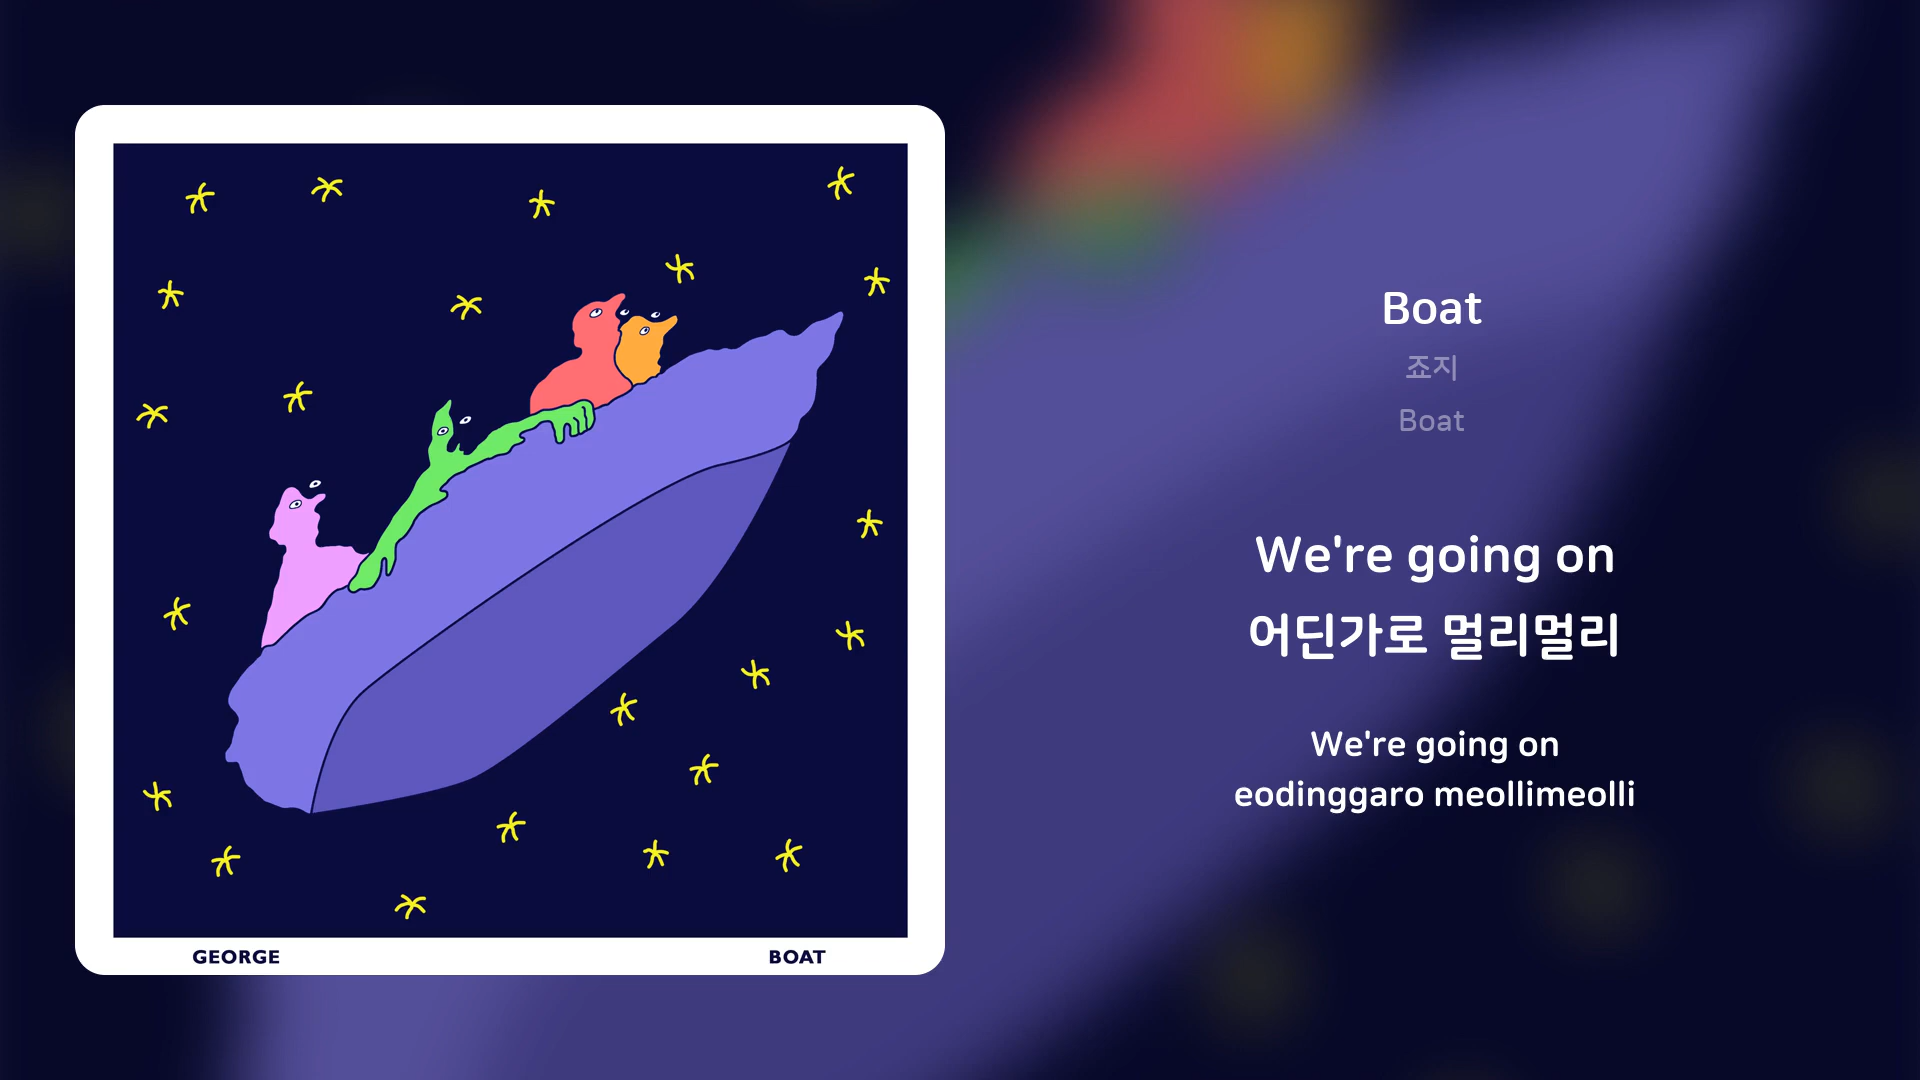 GEORGE
BOAT
Boat
죠지
Boat
We're going on
어딘가로 멀리멀리
We're going on
eodinggaro meollimeolli